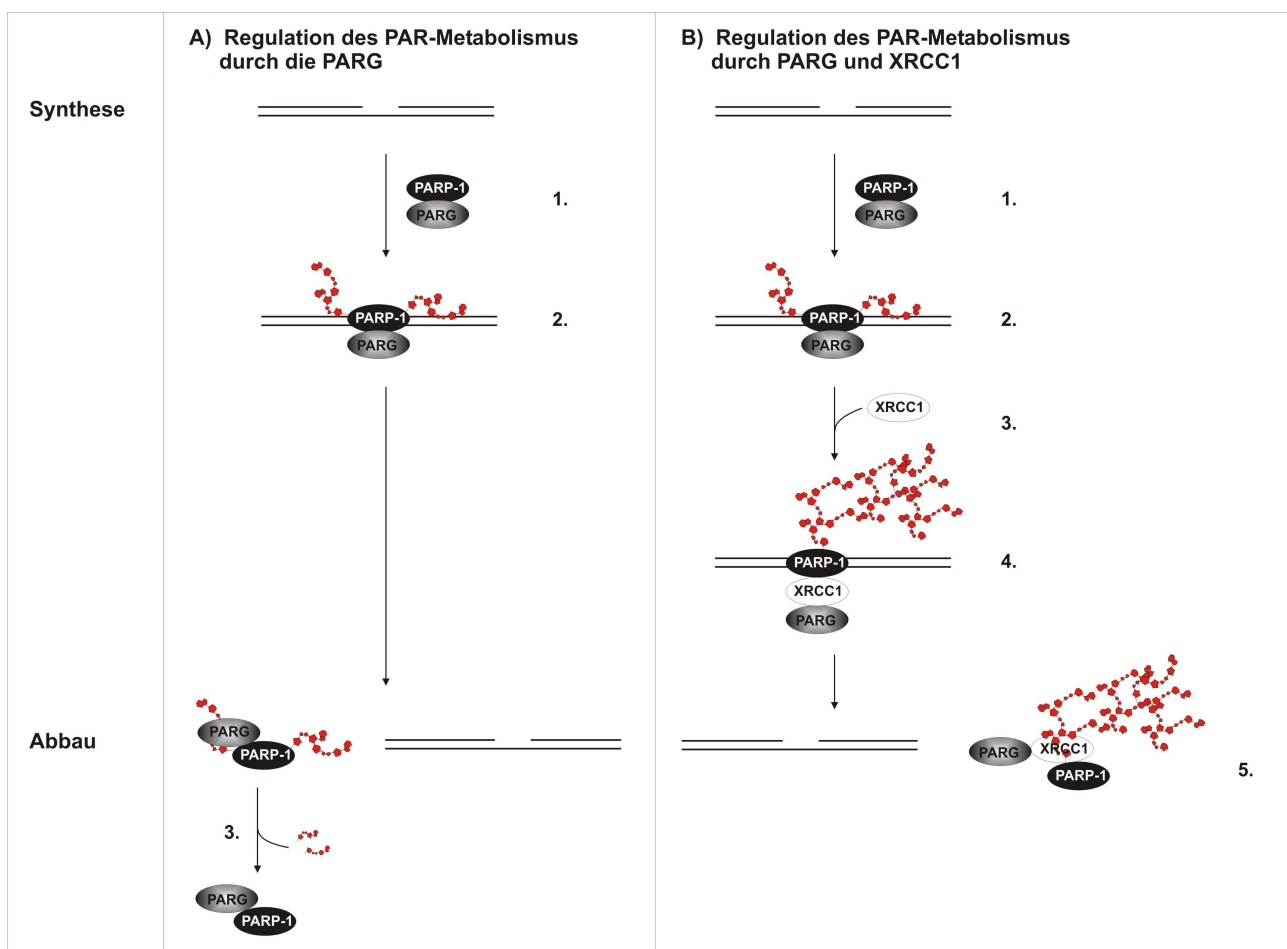 A) Regulation des PAR-Metabolismus
durch die PARG
B) Regulation des PAR-Metabolismus
durch PARG und XRCC1
Synthese
PARP-1
PARG
1.
PARP-1
PARG
2.
PARP-1
PARG
1.
PARP-1
PARG
2.
XRCC1
3.
PARP-1
XRCC1
PARG
4.
Abbau
PARG
PARP-1
3.
PARG
PARP-1
PARG
XRCC1
PARP-1
5.